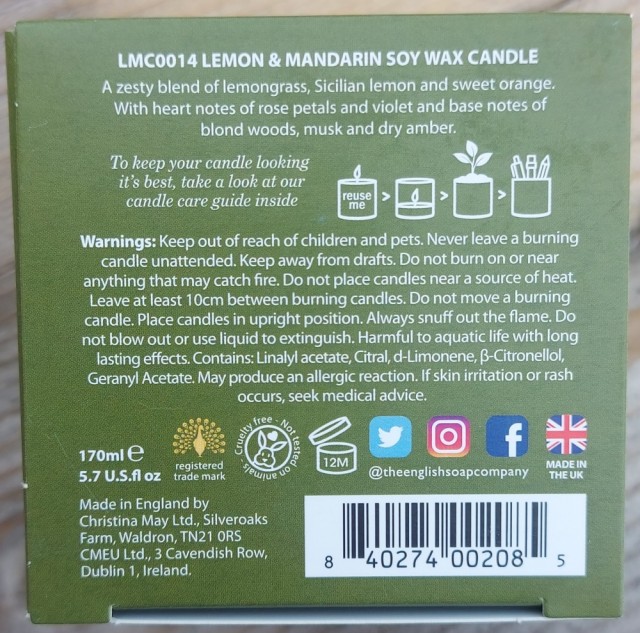 LMC0014 LEMON & MANDARIN SOY WAX CANDLE
A zesty blend of lemongrass, Sicilian lemon and sweet orange.
With heart notes of rose petals and violet and base notes of
blond woods, musk and dry amber.
To keep your candle looking
it's best, take a look at our
candle care guide inside
reuse
me
> > >
Warnings: Keep out of reach of children and pets. Never leave a burning
candle unattended. Keep away from drafts. Do not burn on or near
anything that may catch fire. Do not place candles near a source of heat.
Leave at least 10cm between burning candles. Do not move a burning
candle. Place candles in upright position. Always snuff out the flame. Do
not blow out or use liquid to extinguish. Harmful to aquatic life with long
lasting effects. Contains: Linalyl acetate, Citral, d-Limonene, β-Citronellol,
Geranyl Acetate. May produce an allergic reaction. If skin irritation or rash
occurs, seek medical advice.
170ml ℮
5.7 U.S.fl oz
registered
trade mark
Cruelty free - Not tested on animals -
12M
@theenglishsoapcompany
MADE IN
THE UK
Made in England by
Christina May Ltd., Silveroaks
Farm, Waldron, TN21 0RS
CMEU Ltd., 3 Cavendish Row,
Dublin 1, Ireland.
8 40274 00208 5